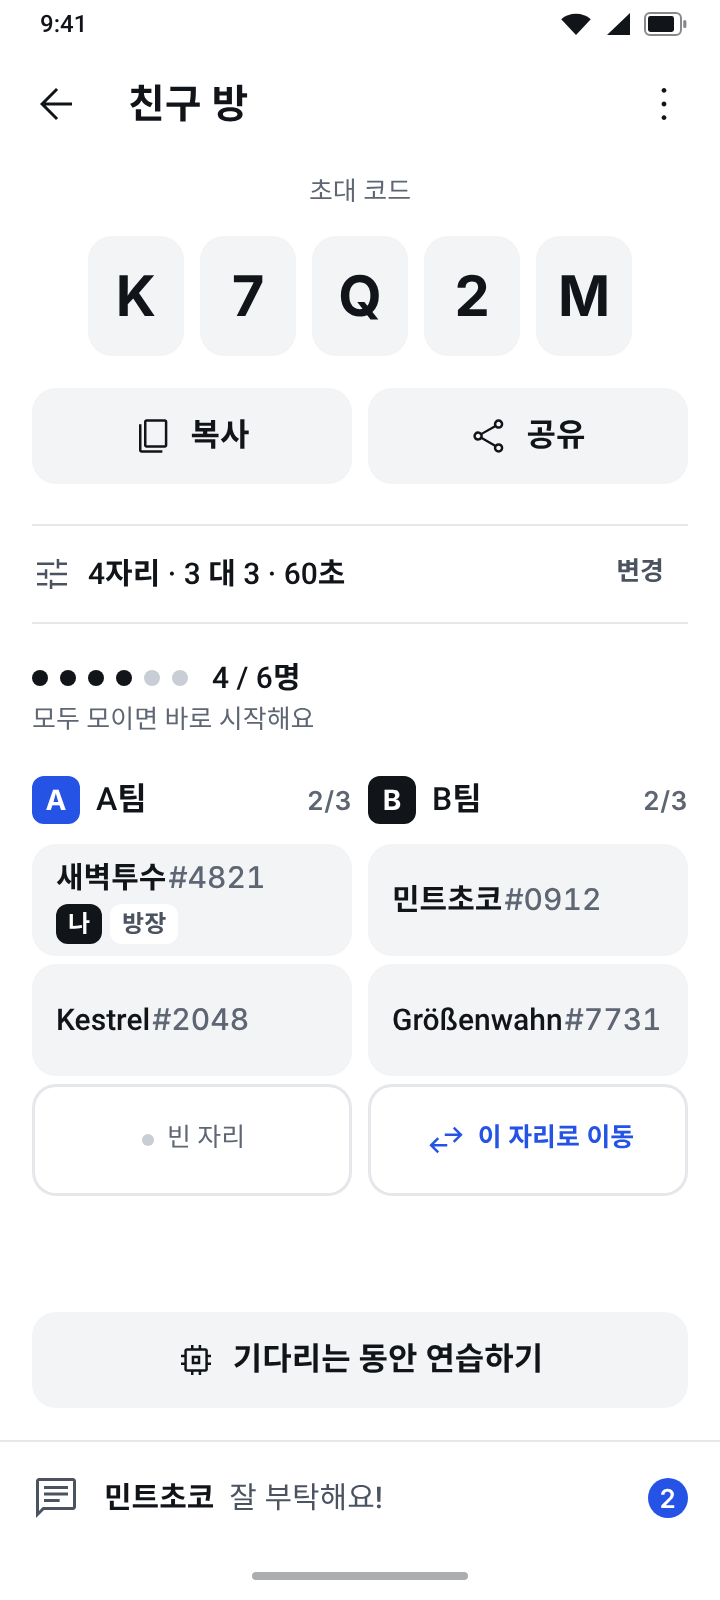 9:41
친구 방
초대 코드
K 7 Q 2 M
복사
공유
4자리 · 3 대 3 · 60초
변경
4 / 6명
모두 모이면 바로 시작해요
A A팀 2/3
B B팀 2/3
새벽투수#4821
나 방장
민트초코#0912
Kestrel#2048
Größenwahn#7731
빈 자리
이 자리로 이동
기다리는 동안 연습하기
민트초코 잘 부탁해요! 2